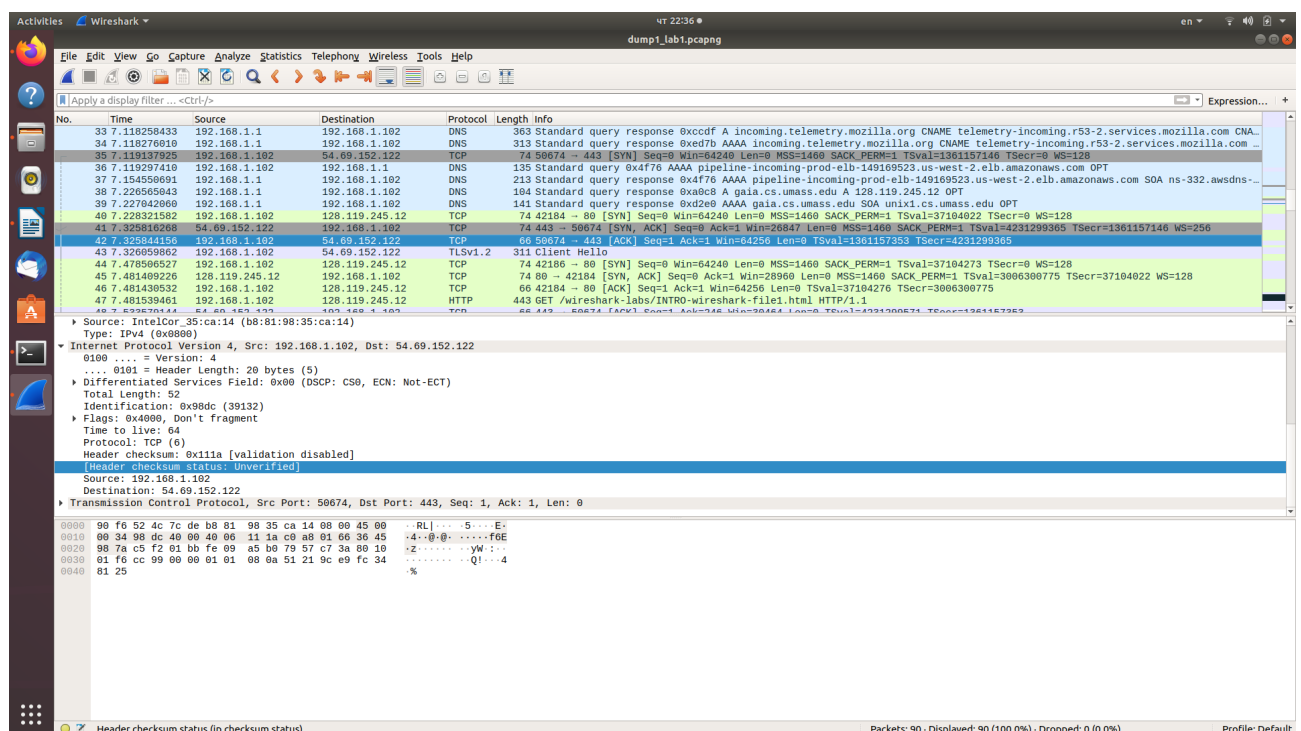 Activities Wireshark чт 22:36 en
dump1_lab1.pcapng
File Edit View Go Capture Analyze Statistics Telephony Wireless Tools Help
Apply a display filter ... <Ctrl-/> Expression... +
No. Time Source Destination Protocol Length Info
33 7.118258433 192.168.1.1 192.168.1.102 DNS 363 Standard query response 0xccdf A incoming.telemetry.mozilla.org CNAME telemetry-incoming.r53-2.services.mozilla.com CNA…
34 7.118276010 192.168.1.1 192.168.1.102 DNS 313 Standard query response 0xed7b AAAA incoming.telemetry.mozilla.org CNAME telemetry-incoming.r53-2.services.mozilla.com …
35 7.119137925 192.168.1.102 54.69.152.122 TCP 74 50674 → 443 [SYN] Seq=0 Win=64240 Len=0 MSS=1460 SACK_PERM=1 TSval=1361157146 TSecr=0 WS=128
36 7.119297410 192.168.1.102 192.168.1.1 DNS 135 Standard query 0x4f76 AAAA pipeline-incoming-prod-elb-149169523.us-west-2.elb.amazonaws.com OPT
37 7.154550691 192.168.1.1 192.168.1.102 DNS 213 Standard query response 0x4f76 AAAA pipeline-incoming-prod-elb-149169523.us-west-2.elb.amazonaws.com SOA ns-332.awsdns-…
38 7.226565043 192.168.1.1 192.168.1.102 DNS 104 Standard query response 0xa0c8 A gaia.cs.umass.edu A 128.119.245.12 OPT
39 7.227042060 192.168.1.1 192.168.1.102 DNS 141 Standard query response 0xd2e0 AAAA gaia.cs.umass.edu SOA unix1.cs.umass.edu OPT
40 7.228321582 192.168.1.102 128.119.245.12 TCP 74 42184 → 80 [SYN] Seq=0 Win=64240 Len=0 MSS=1460 SACK_PERM=1 TSval=37104022 TSecr=0 WS=128
41 7.325816268 54.69.152.122 192.168.1.102 TCP 74 443 → 50674 [SYN, ACK] Seq=0 Ack=1 Win=26847 Len=0 MSS=1460 SACK_PERM=1 TSval=4231299365 TSecr=1361157146 WS=256
42 7.325844156 192.168.1.102 54.69.152.122 TCP 66 50674 → 443 [ACK] Seq=1 Ack=1 Win=64256 Len=0 TSval=1361157353 TSecr=4231299365
43 7.326059862 192.168.1.102 54.69.152.122 TLSv1.2 311 Client Hello
44 7.478506527 192.168.1.102 128.119.245.12 TCP 74 42186 → 80 [SYN] Seq=0 Win=64240 Len=0 MSS=1460 SACK_PERM=1 TSval=37104273 TSecr=0 WS=128
45 7.481409226 128.119.245.12 192.168.1.102 TCP 74 80 → 42184 [SYN, ACK] Seq=0 Ack=1 Win=28960 Len=0 MSS=1460 SACK_PERM=1 TSval=3006300775 TSecr=37104022 WS=128
46 7.481430532 192.168.1.102 128.119.245.12 TCP 66 42184 → 80 [ACK] Seq=1 Ack=1 Win=64256 Len=0 TSval=37104276 TSecr=3006300775
47 7.481539461 192.168.1.102 128.119.245.12 HTTP 443 GET /wireshark-labs/INTRO-wireshark-file1.html HTTP/1.1
48 7.533579144 54.69.152.122 192.168.1.102 TCP 66 443 → 50674 [ACK] Seq=1 Ack=246 Win=30464 Len=0 TSval=4231299571 TSecr=1361157353
Source: IntelCor_35:ca:14 (b8:81:98:35:ca:14)
Type: IPv4 (0x0800)
Internet Protocol Version 4, Src: 192.168.1.102, Dst: 54.69.152.122
0100 .... = Version: 4
.... 0101 = Header Length: 20 bytes (5)
Differentiated Services Field: 0x00 (DSCP: CS0, ECN: Not-ECT)
Total Length: 52
Identification: 0x98dc (39132)
Flags: 0x4000, Don't fragment
Time to live: 64
Protocol: TCP (6)
Header checksum: 0x111a [validation disabled]
[Header checksum status: Unverified]
Source: 192.168.1.102
Destination: 54.69.152.122
Transmission Control Protocol, Src Port: 50674, Dst Port: 443, Seq: 1, Ack: 1, Len: 0
0000 90 f6 52 4c 7c de b8 81 98 35 ca 14 08 00 45 00 ··RL|··· ·5····E·
0010 00 34 98 dc 40 00 40 06 11 1a c0 a8 01 66 36 45 ·4··@·@· ·····f6E
0020 98 7a c5 f2 01 bb fe 09 a5 b0 79 57 c7 3a 80 10 ·z······ ··yW·:··
0030 01 f6 cc 99 00 00 01 01 08 0a 51 21 9c e9 fc 34 ········ ··Q!···4
0040 81 25 ·%
Header checksum status (ip.checksum.status) Packets: 90 · Displayed: 90 (100.0%) · Dropped: 0 (0.0%) Profile: Default